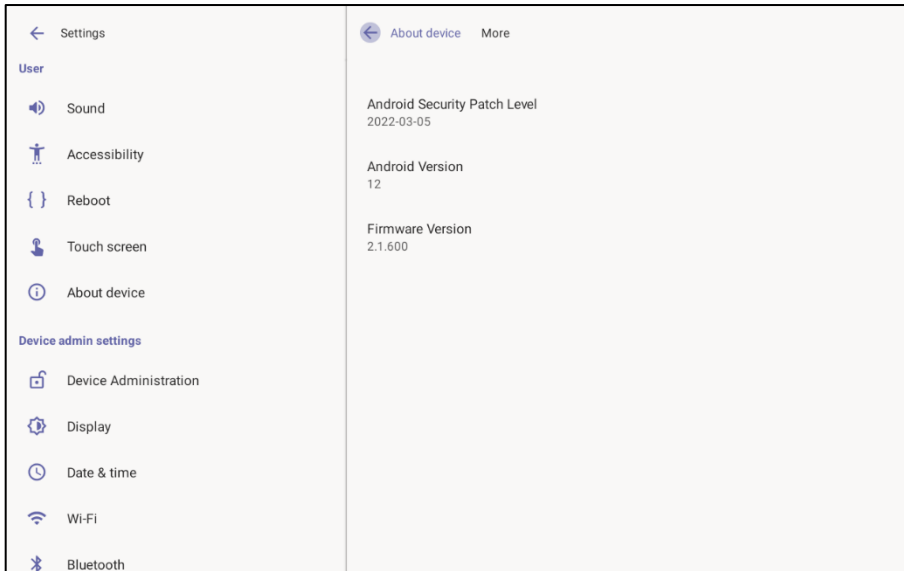 Settings
User
Sound
Accessibility
Reboot
Touch screen
About device
Device admin settings
Device Administration
Display
Date & time
Wi-Fi
Bluetooth
About device More
Android Security Patch Level
2022-03-05
Android Version
12
Firmware Version
2.1.600